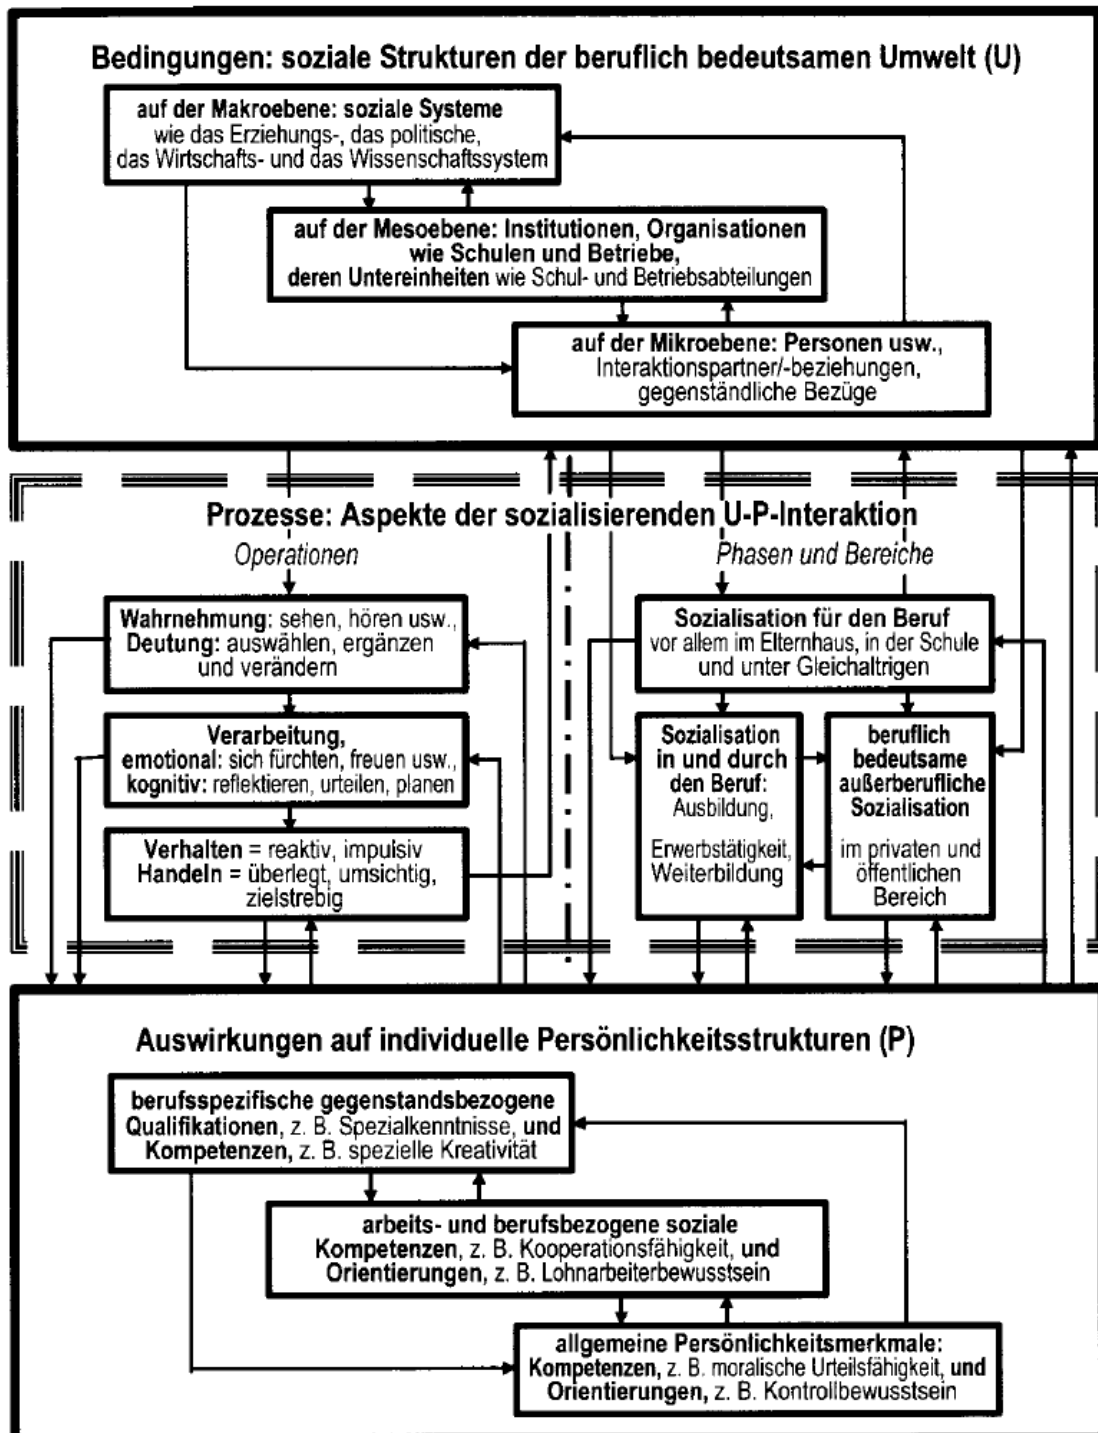 Bedingungen: soziale Strukturen der beruflich bedeutsamen Umwelt (U)
auf der Makroebene: soziale Systeme
wie das Erziehungs-, das politische,
das Wirtschafts- und das Wissenschaftssystem
auf der Mesoebene: Institutionen, Organisationen
wie Schulen und Betriebe,
deren Untereinheiten wie Schul- und Betriebsabteilungen
auf der Mikroebene: Personen usw.,
Interaktionspartner/-beziehungen,
gegenständliche Bezüge
Prozesse: Aspekte der sozialisierenden U-P-Interaktion
Operationen
Wahrnehmung: sehen, hören usw.,
Deutung: auswählen, ergänzen
und verändern
Verarbeitung,
emotional: sich fürchten, freuen usw.,
kognitiv: reflektieren, urteilen, planen
Verhalten = reaktiv, impulsiv
Handeln = überlegt, umsichtig,
zielstrebig
Phasen und Bereiche
Sozialisation für den Beruf
vor allem im Elternhaus, in der Schule
und unter Gleichaltrigen
Sozialisation
in und durch
den Beruf:
Ausbildung,
Erwerbstätigkeit,
Weiterbildung
beruflich
bedeutsame
außerberufliche
Sozialisation
im privaten und
öffentlichen
Bereich
Auswirkungen auf individuelle Persönlichkeitsstrukturen (P)
berufsspezifische gegenstandsbezogene
Qualifikationen, z. B. Spezialkenntnisse, und
Kompetenzen, z. B. spezielle Kreativität
arbeits- und berufsbezogene soziale
Kompetenzen, z. B. Kooperationsfähigkeit, und
Orientierungen, z. B. Lohnarbeiterbewusstsein
allgemeine Persönlichkeitsmerkmale:
Kompetenzen, z. B. moralische Urteilsfähigkeit, und
Orientierungen, z. B. Kontrollbewusstsein